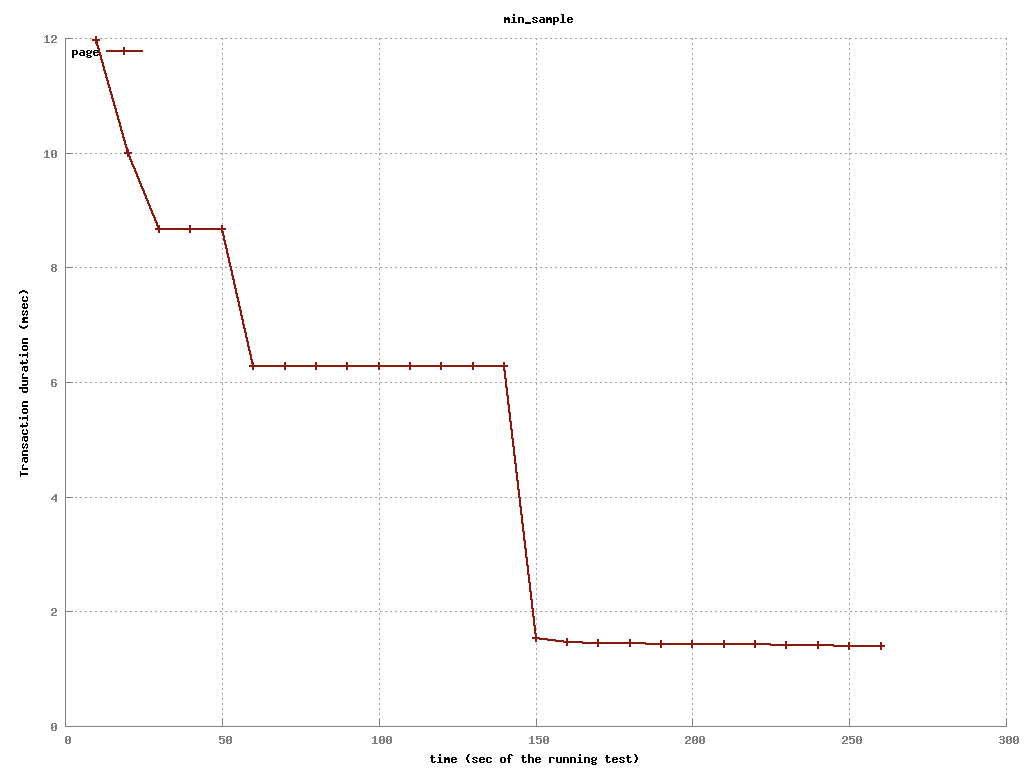 min_sample
page
12
10
8
6
4
2
0
Transaction duration (msec)
0 50 100 150 200 250 300
time (sec of the running test)